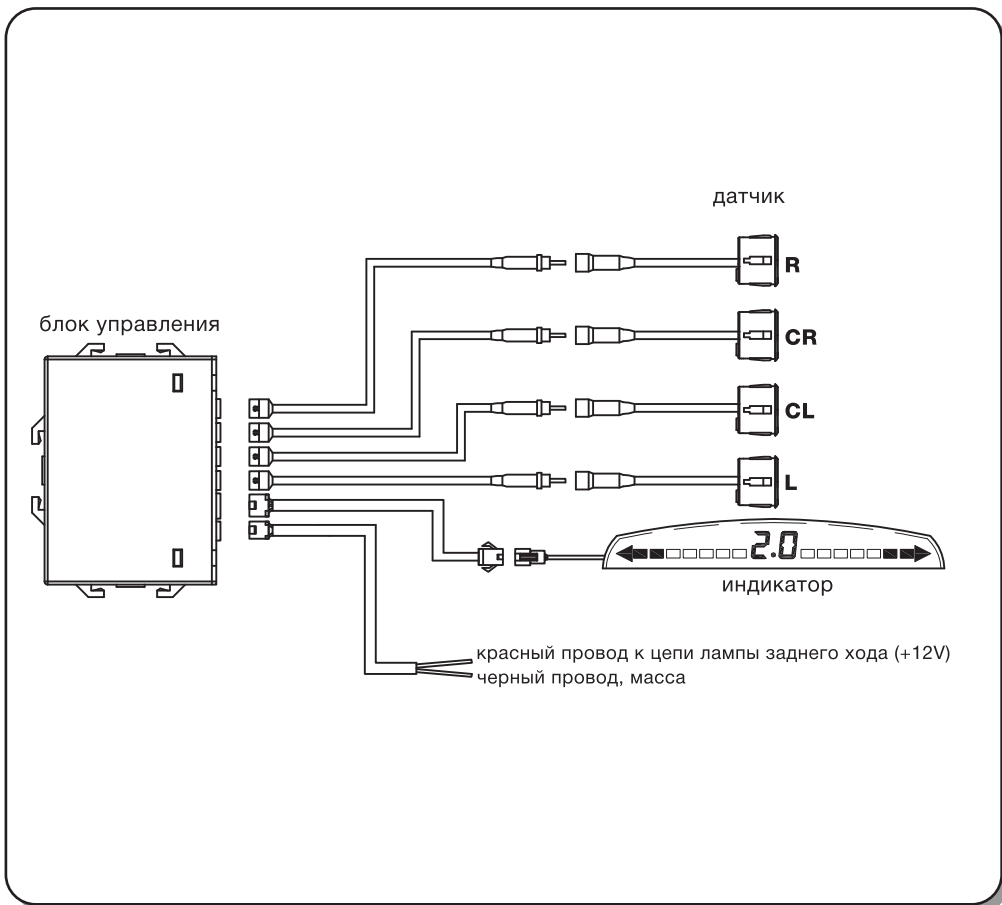 датчик
R
блок управления
CR
CL
L
2.0
индикатор
красный провод к цепи лампы заднего хода (+12V)
черный провод, масса